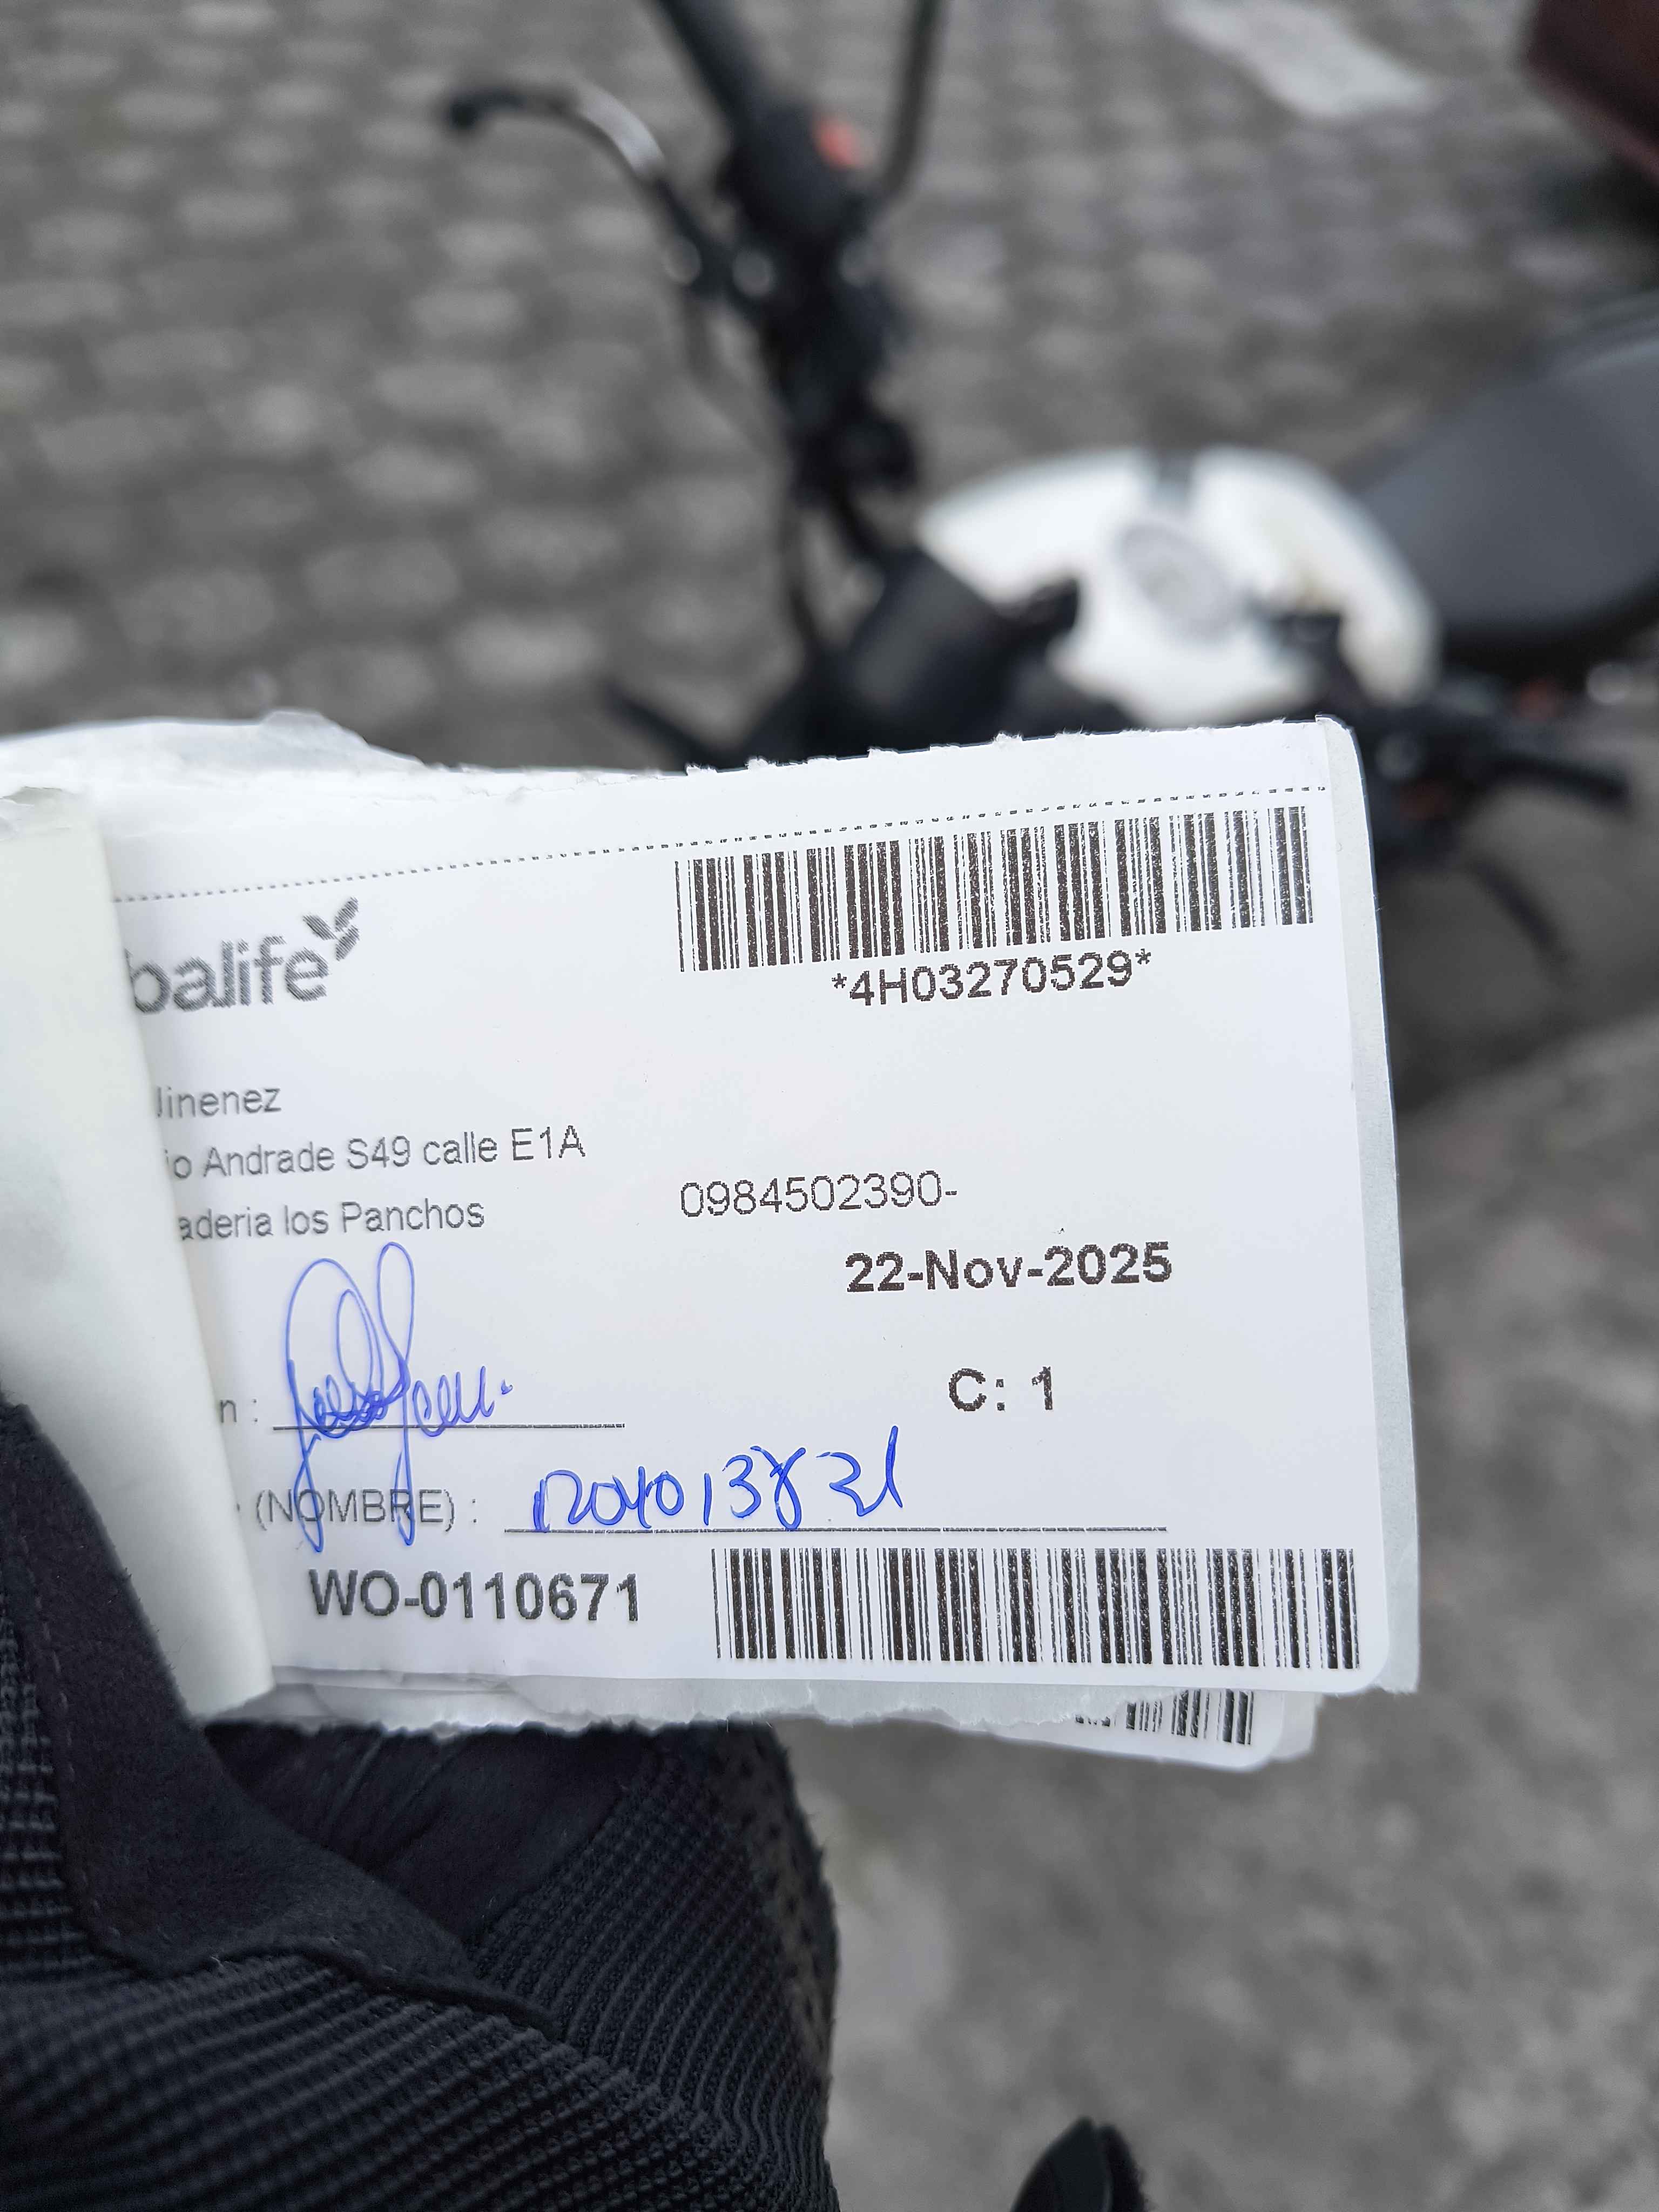 balife
*4H03270529*
Jinenez
io Andrade S49 calle E1A
aderia los Panchos
0984502390-
22-Nov-2025
n :
C: 1
(NOMBRE) : 1204013831
WO-0110671